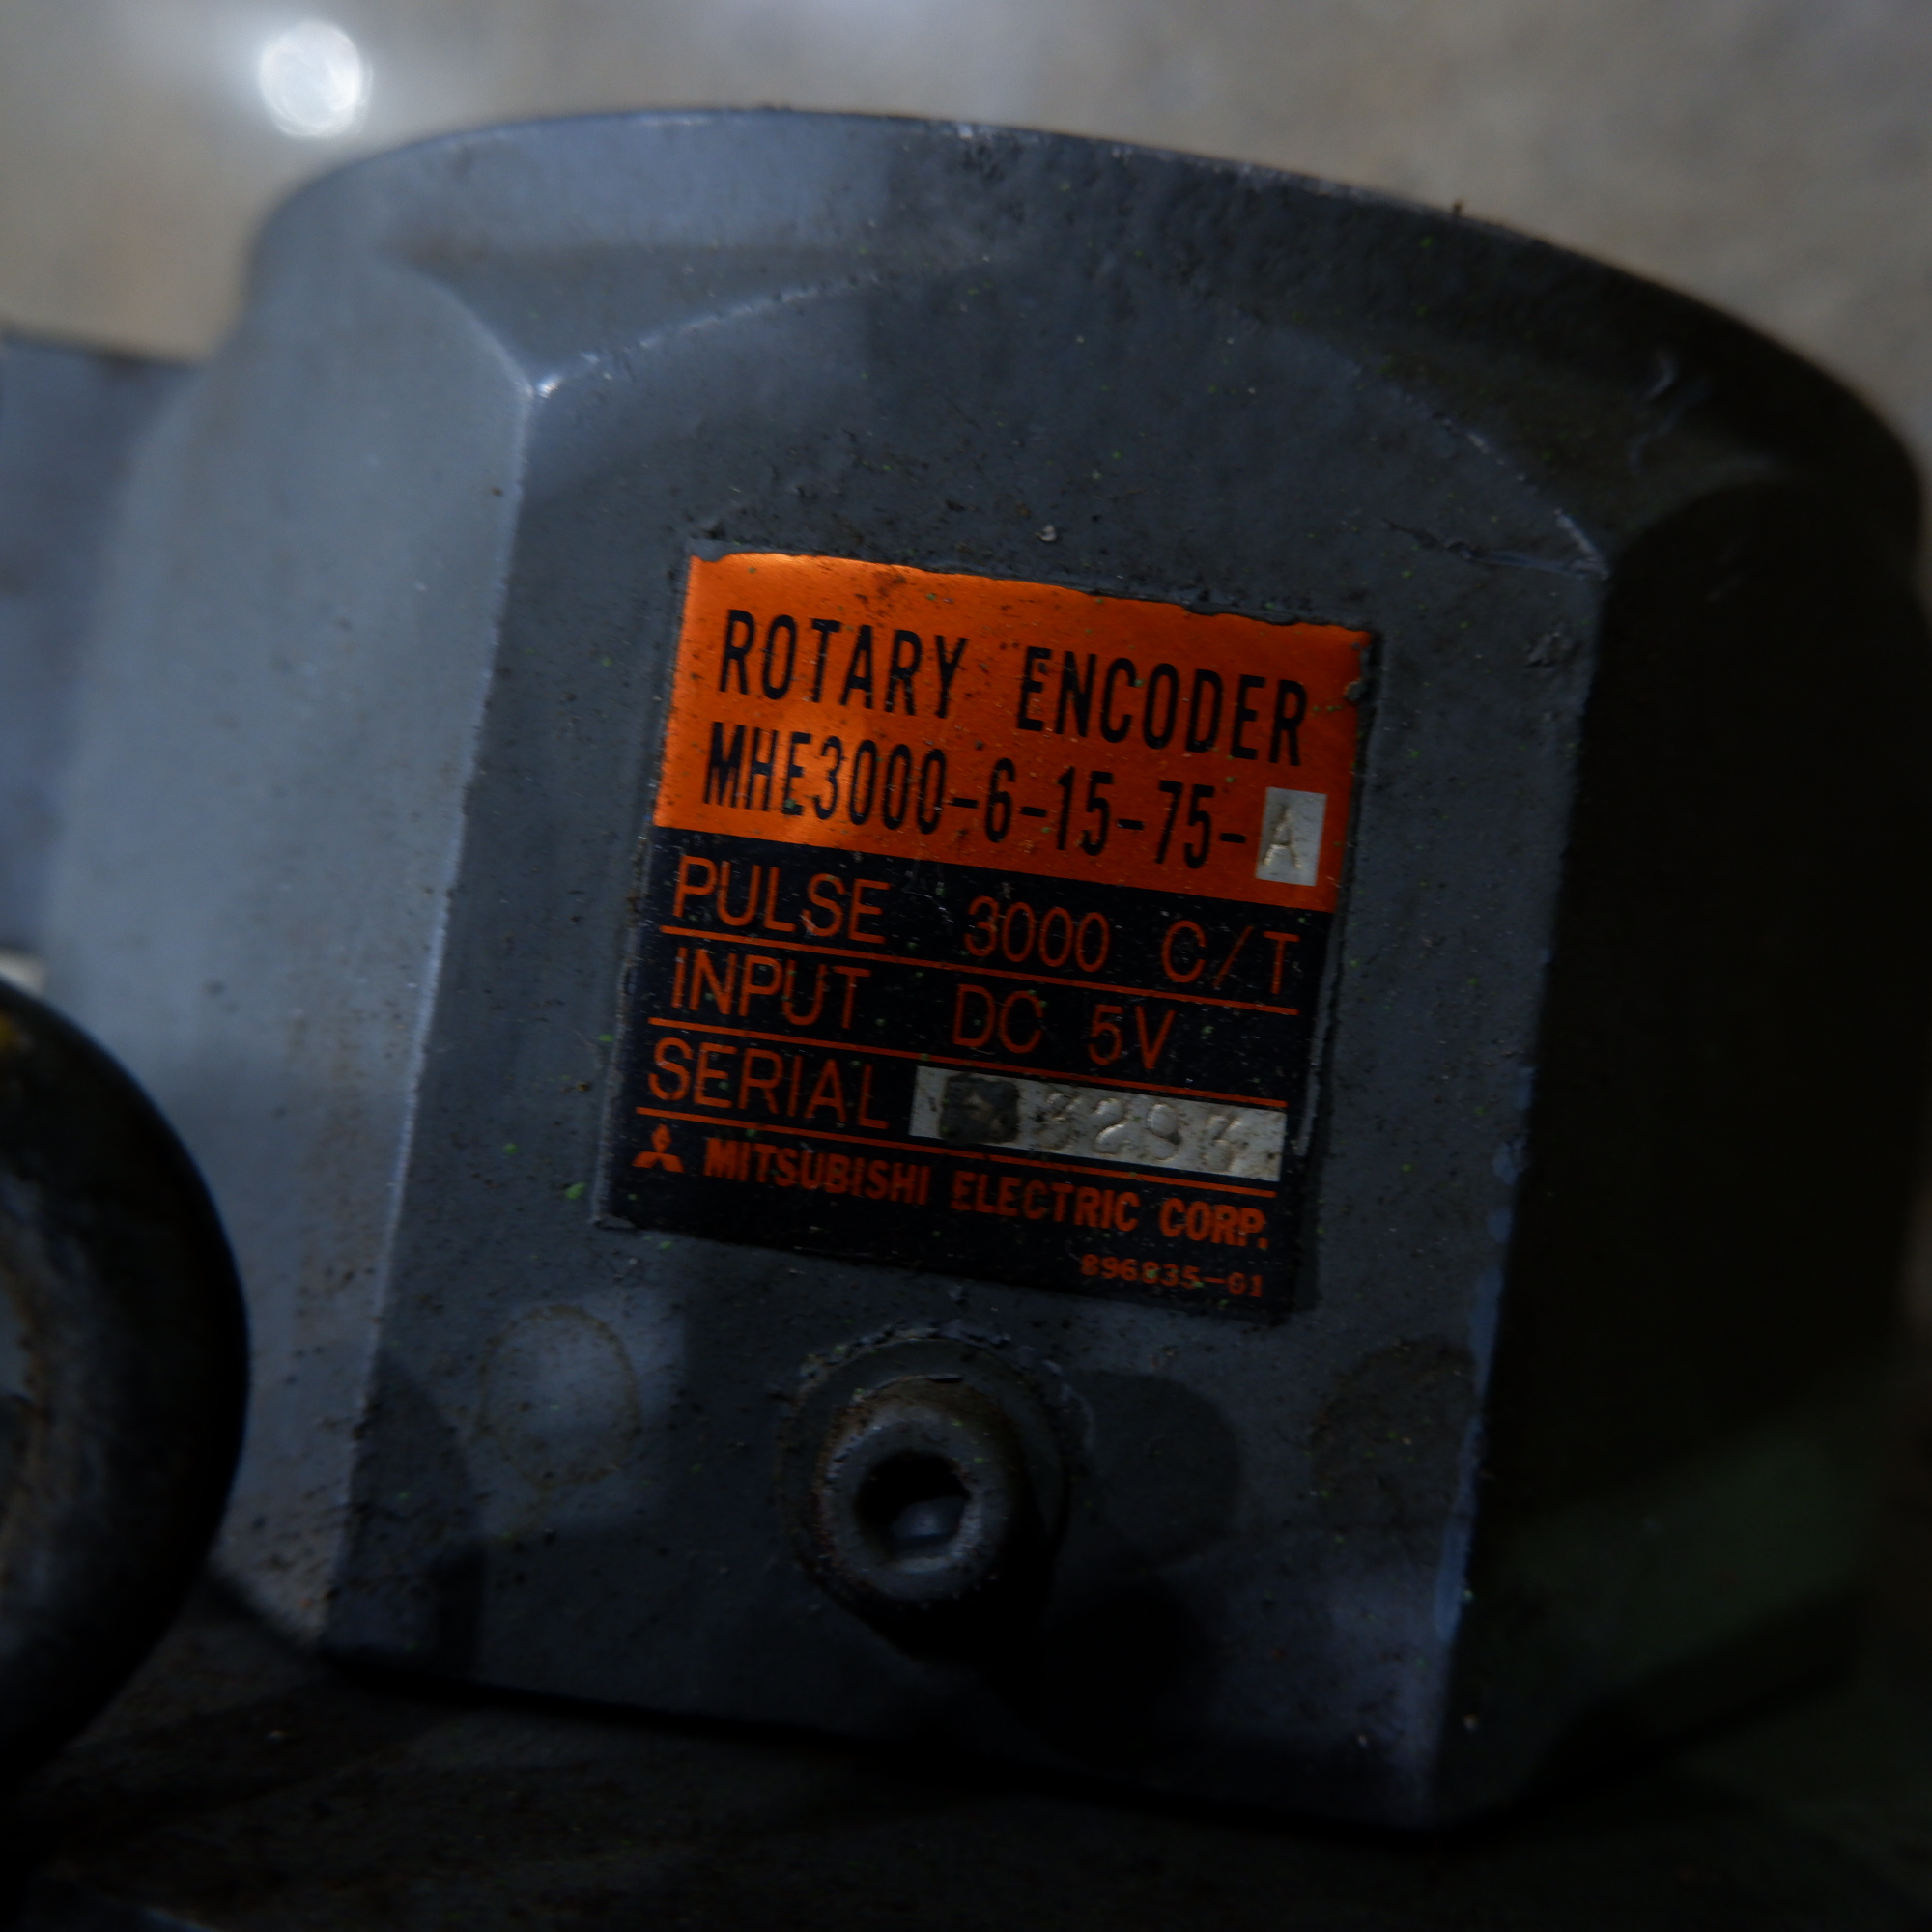 ROTARY ENCODER
MHE3000-6-15-75-A
PULSE 3000 C/T
INPUT DC 5V
SERIAL
MITSUBISHI ELECTRIC CORP.
896835-01